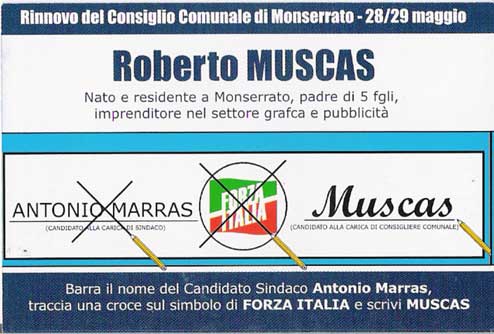 Rinnovo del Consiglio Comunale di Monserrato - 28/29 maggio
Roberto MUSCAS
Nato e residente a Monserrato, padre di 5 fgli,
imprenditore nel settore grafca e pubblicità
ANTONIO MARRAS
(CANDIDATO ALLA CARICA DI SINDACO)
FORZA
ITALIA
Muscas
(CANDIDATO ALLA CARICA DI CONSIGLIERE COMUNALE)
Barra il nome del Candidato Sindaco Antonio Marras,
traccia una croce sul simbolo di FORZA ITALIA e scrivi MUSCAS